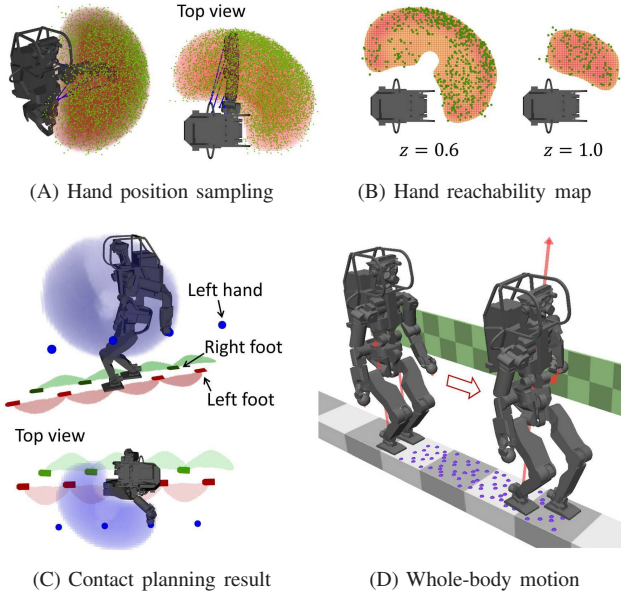 Top view
z = 0.6
z = 1.0
(A) Hand position sampling
(B) Hand reachability map
Left hand
Right foot
Left foot
Top view
(C) Contact planning result
(D) Whole-body motion